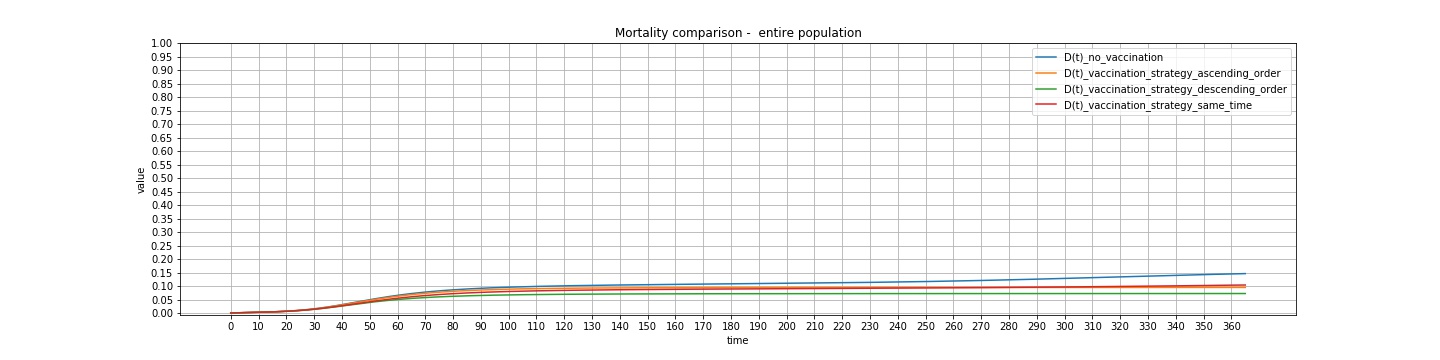 Mortality comparison -  entire population
1.00
0.95
0.90
0.85
0.80
0.75
0.70
0.65
0.60
0.55
0.50
0.45
0.40
0.35
0.30
0.25
0.20
0.15
0.10
0.05
0.00
value
D(t)_no_vaccination
D(t)_vaccination_strategy_ascending_order
D(t)_vaccination_strategy_descending_order
D(t)_vaccination_strategy_same_time
0 10 20 30 40 50 60 70 80 90 100 110 120 130 140 150 160 170 180 190 200 210 220 230 240 250 260 270 280 290 300 310 320 330 340 350 360
time